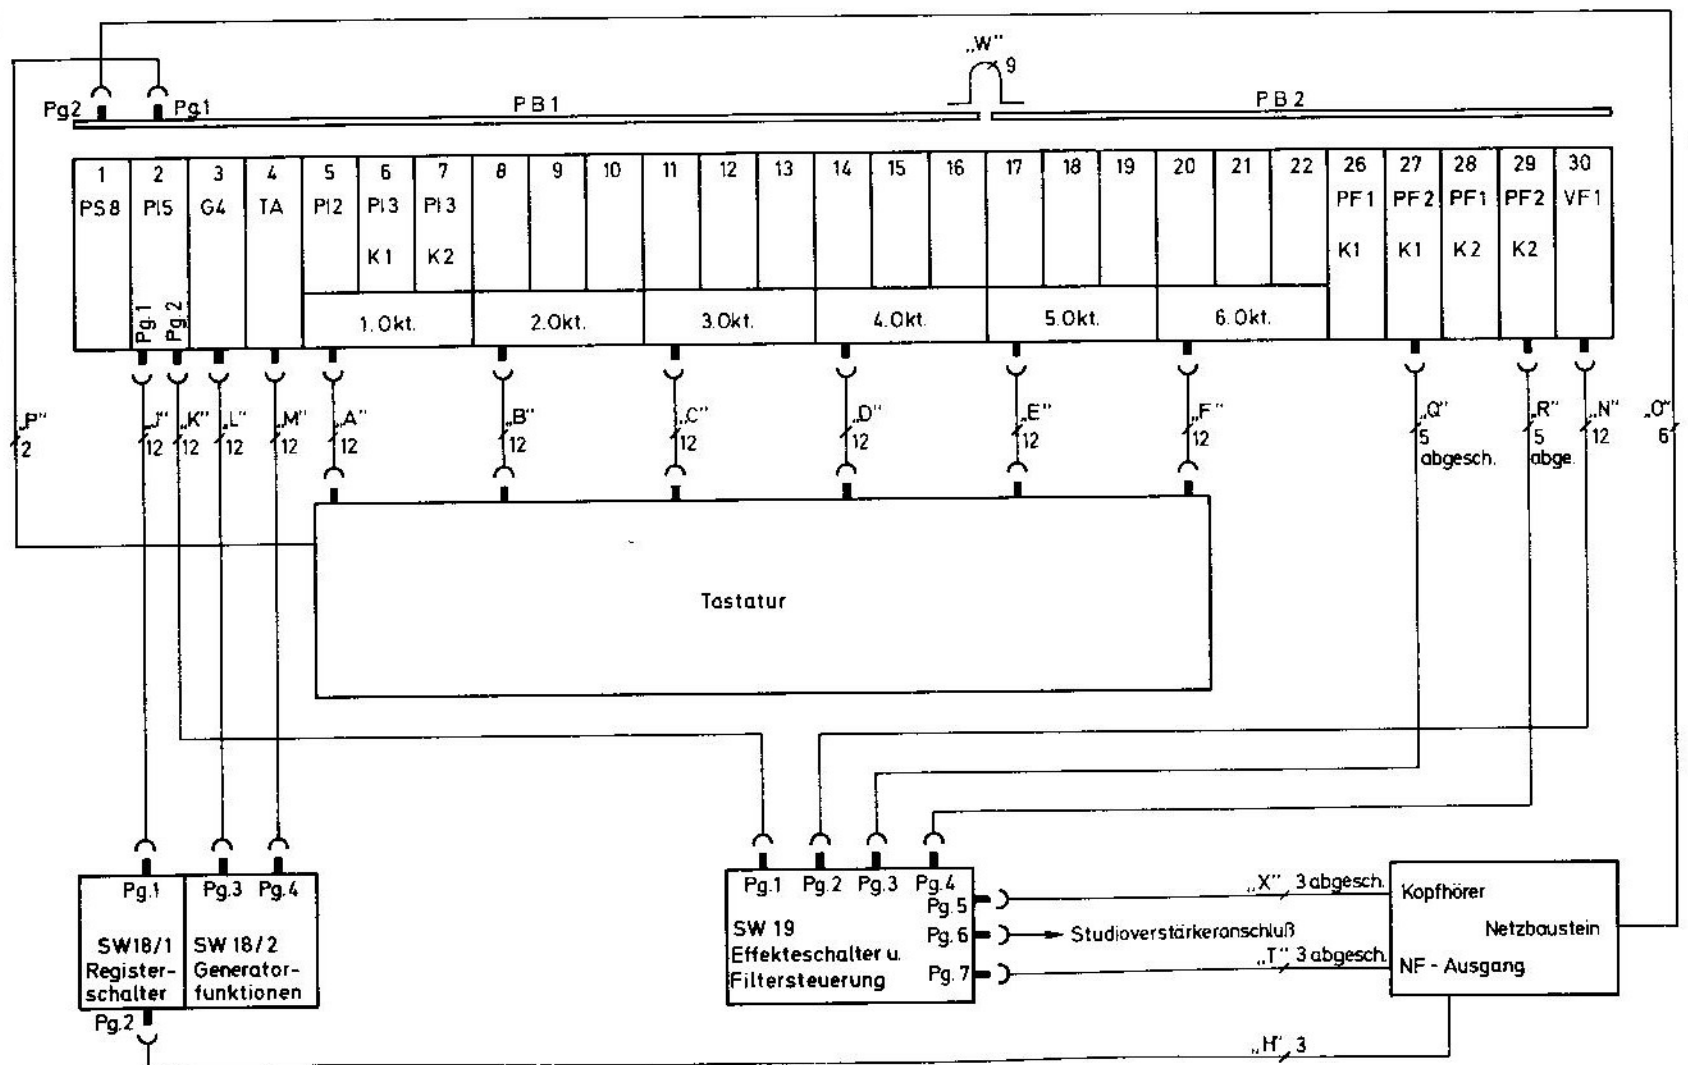 „W"
9
Pg.2
Pg.1
PB1
PB2
1 2 3 4 5 6 7 8 9 10 11 12 13 14 15 16 17 18 19 20 21 22 26 27 28 29 30
PS8 PI5 G4 TA PI2 PI3 PI3 PF1 PF2 PF1 PF2 VF1
K1 K2 K1 K1 K2 K2
Pg.1
Pg.2
1.Okt. 2.Okt. 3.Okt. 4.Okt. 5.Okt. 6.Okt.
„P" „J" „K" „L" „M" „A" „B" „C" „D" „E" „F" „Q" „R" „N" „O"
2 12 12 12 12 12 12 12 12 12 12 5 5 12 6
abgesch. abge.
Tastatur
Pg.1 Pg.3 Pg.4
SW18/1 SW 18/2
Register- Generator-
schalter funktionen
Pg.2
Pg.1 Pg.2 Pg.3 Pg.4
Pg.5
SW 19
Pg.6
Effekteschalter u.
Pg.7
Filtersteuerung
„X" 3 abgesch.
Studioverstärkeranschluß
„T" 3 abgesch.
Kopfhörer
Netzbaustein
NF - Ausgang
„H" 3